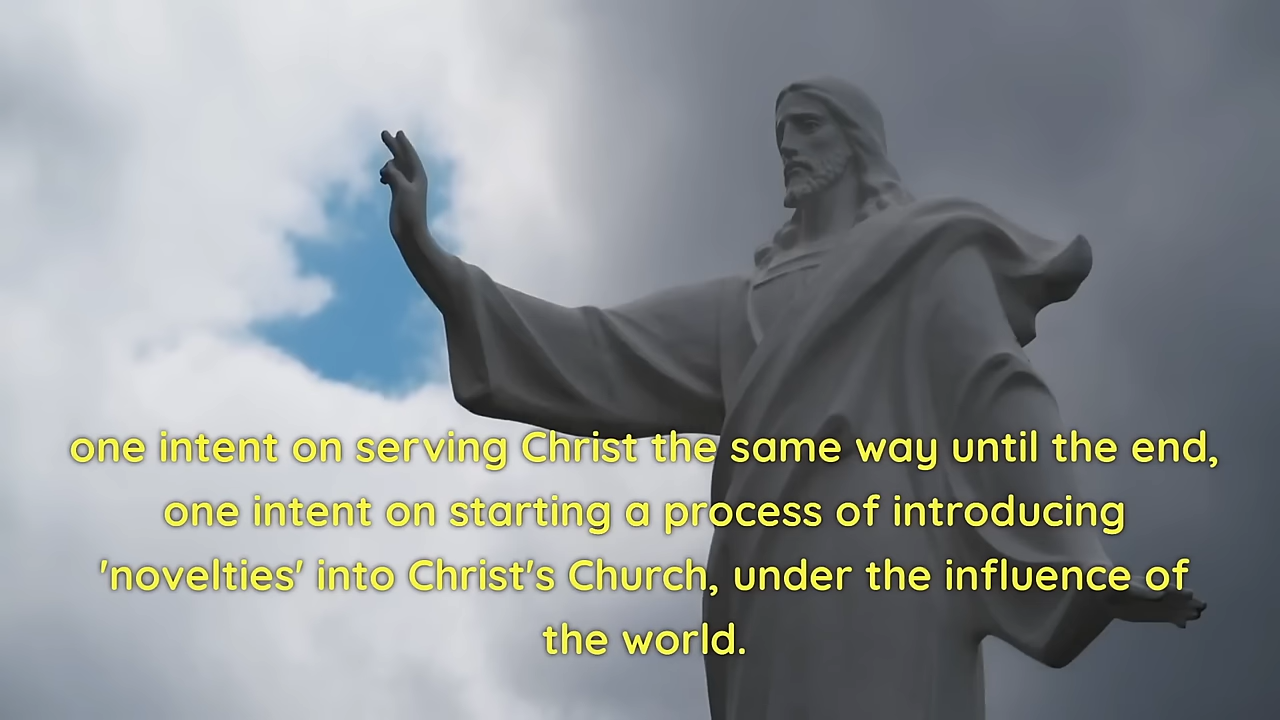 one intent on serving Christ the same way until the end,
one intent on starting a process of introducing
'novelties' into Christ's Church, under the influence of
the world.